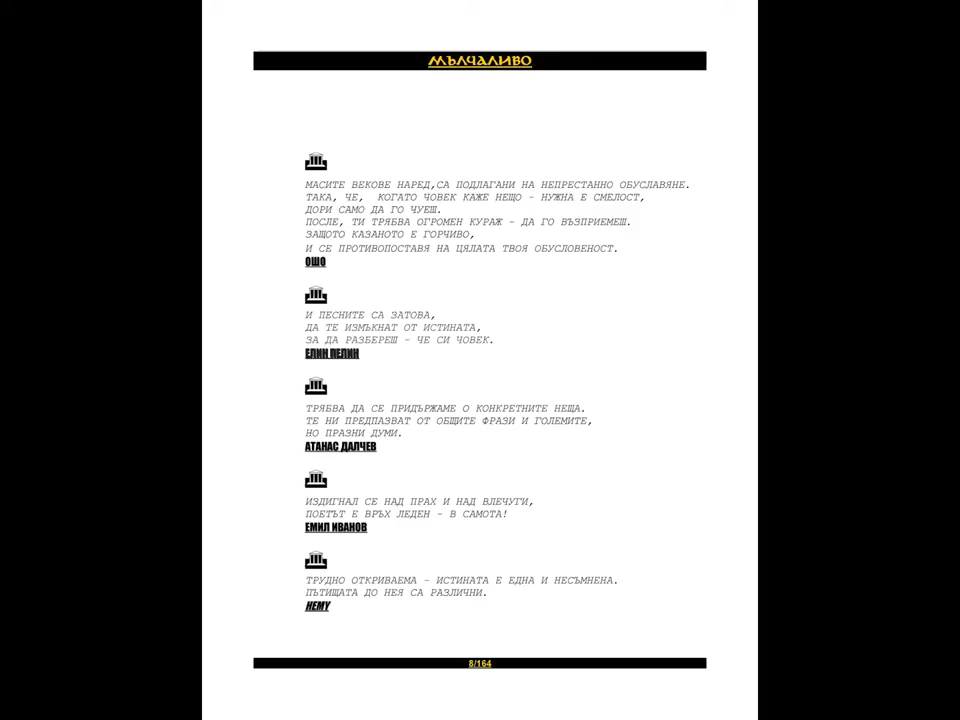 МЪЛЧАЛИВО
МАСИТЕ ВЕКОВЕ НАРЕД,СА ПОДЛАГАНИ НА НЕПРЕСТАННО ОБУСЛАВЯНЕ.
ТАКА, ЧЕ, КОГАТО ЧОВЕК КАЖЕ НЕЩО – НУЖНА Е СМЕЛОСТ,
ДОРИ САМО ДА ГО ЧУЕШ.
ПОСЛЕ, ТИ ТРЯБВА ОГРОМЕН КУРАЖ – ДА ГО ВЪЗПРИЕМЕШ.
ЗАЩОТО КАЗАНОТО Е ГОРЧИВО,
И СЕ ПРОТИВОПОСТАВЯ НА ЦЯЛАТА ТВОЯ ОБУСЛОВЕНОСТ.
ОШО
И ПЕСНИТЕ СА ЗАТОВА,
ДА ТЕ ИЗМЪКНАТ ОТ ИСТИНАТА,
ЗА ДА РАЗБЕРЕШ – ЧЕ СИ ЧОВЕК.
ЕЛИН ПЕЛИН
ТРЯБВА ДА СЕ ПРИДЪРЖАМЕ О КОНКРЕТНИТЕ НЕЩА.
ТЕ НИ ПРЕДПАЗВАТ ОТ ОБЩИТЕ ФРАЗИ И ГОЛЕМИТЕ,
НО ПРАЗНИ ДУМИ.
АТАНАС ДАЛЧЕВ
ИЗДИГНАЛ СЕ НАД ПРАХ И НАД ВЛЕЧУГИ,
ПОЕТЪТ Е ВРЪХ ЛЕДЕН – В САМОТА!
ЕМИЛ ИВАНОВ
ТРУДНО ОТКРИВАЕМА – ИСТИНАТА Е ЕДНА И НЕСЪМНЕНА.
ПЪТИЩАТА ДО НЕЯ СА РАЗЛИЧНИ.
НЕМУ
8/164